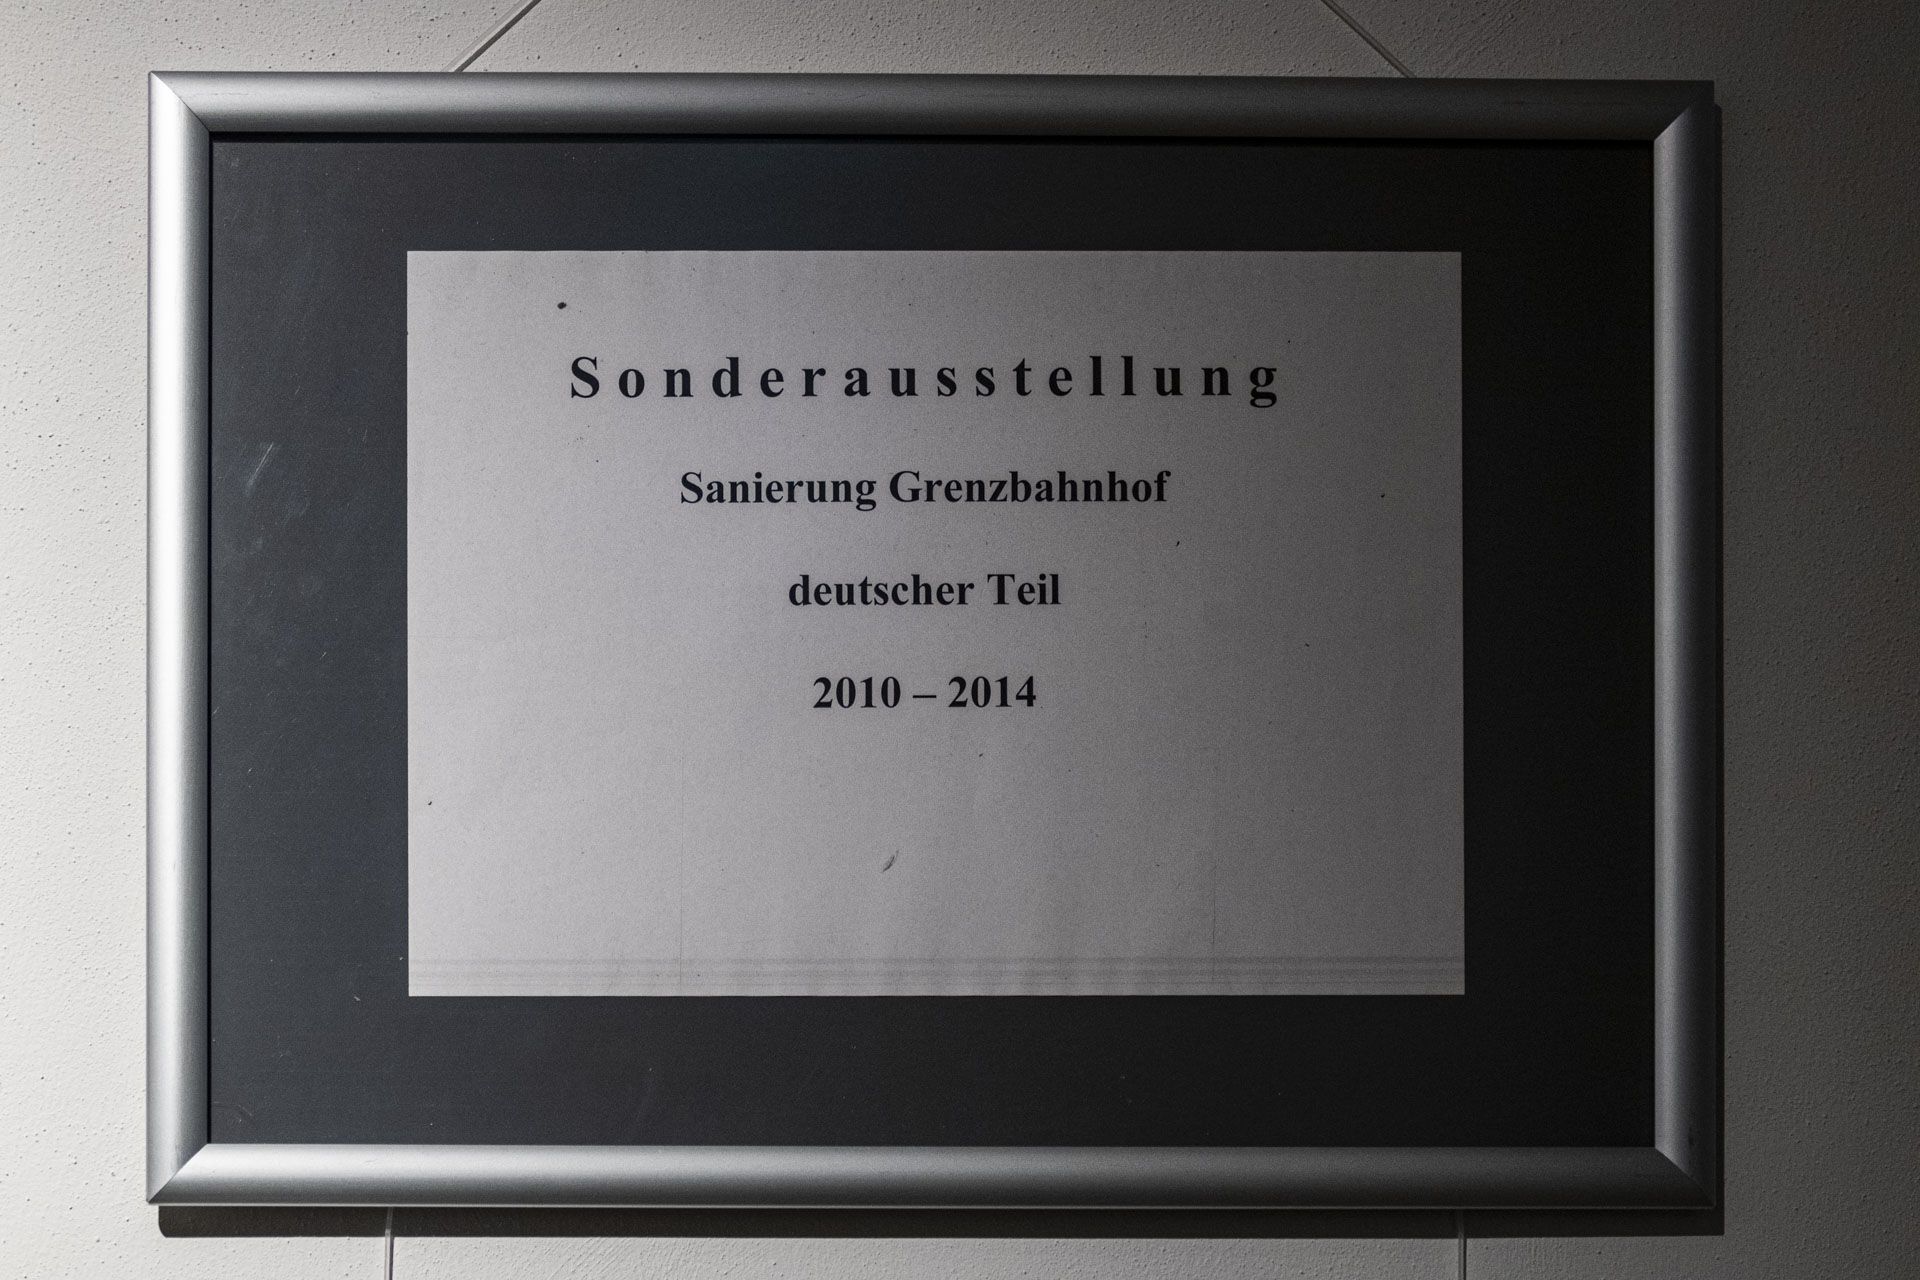 Sonderausstellung
Sanierung Grenzbahnhof
deutscher Teil
2010 – 2014